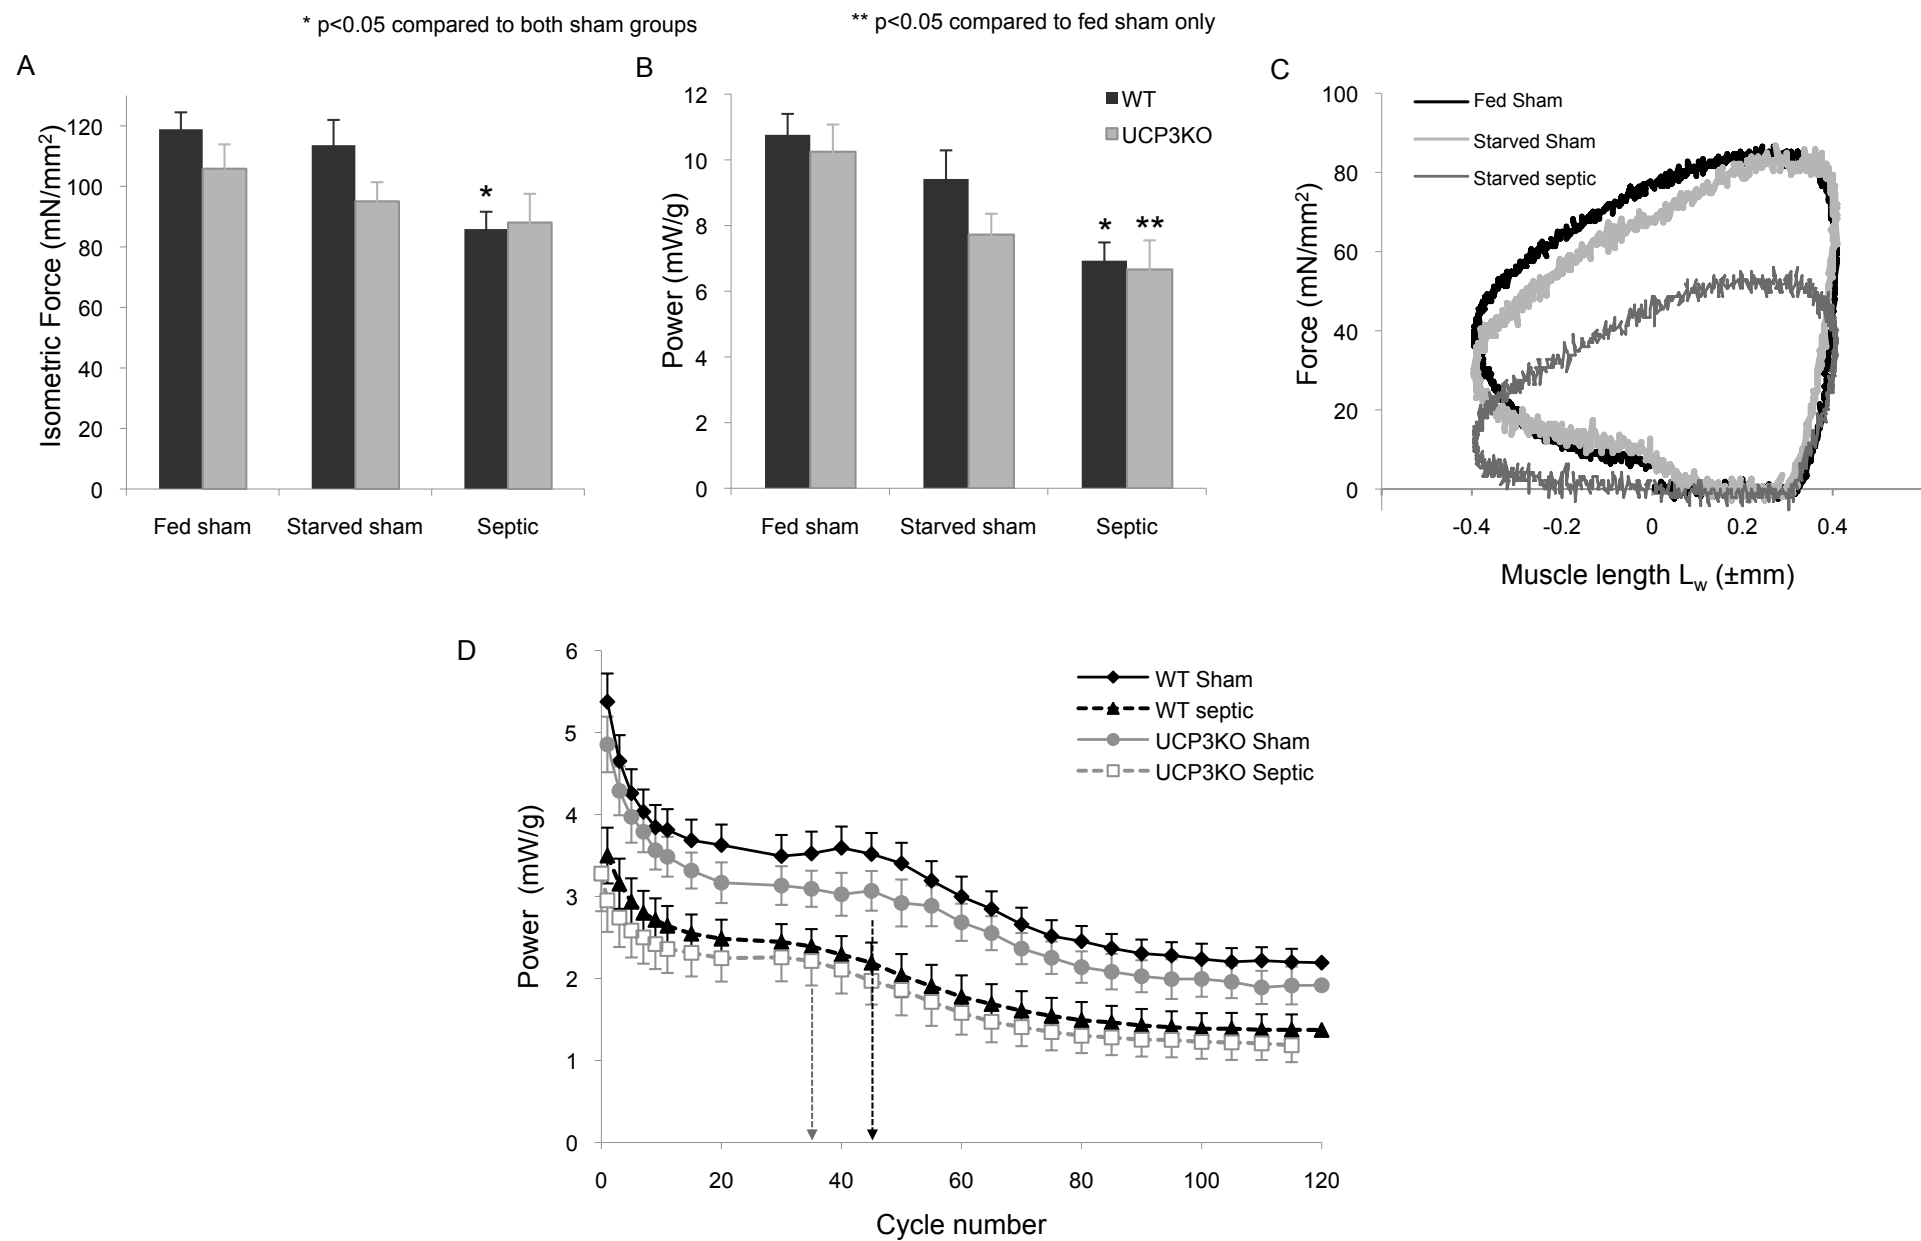 * p<0.05 compared to both sham groups
** p<0.05 compared to fed sham only
A
Isometric Force (mN/mm²)
120
100
80
60
40
20
0
*
Fed sham
Starved sham
Septic
B
Power (mW/g)
12
10
8
6
4
2
0
WT
UCP3KO
*
**
Fed sham
Starved sham
Septic
C
Force (mN/mm²)
100
80
60
40
20
0
Fed Sham
Starved Sham
Starved septic
-0.4
-0.2
0
0.2
0.4
Muscle length Lw (±mm)
D
Power (mW/g)
6
5
4
3
2
1
0
WT Sham
WT septic
UCP3KO Sham
UCP3KO Septic
0
20
40
60
80
100
120
Cycle number